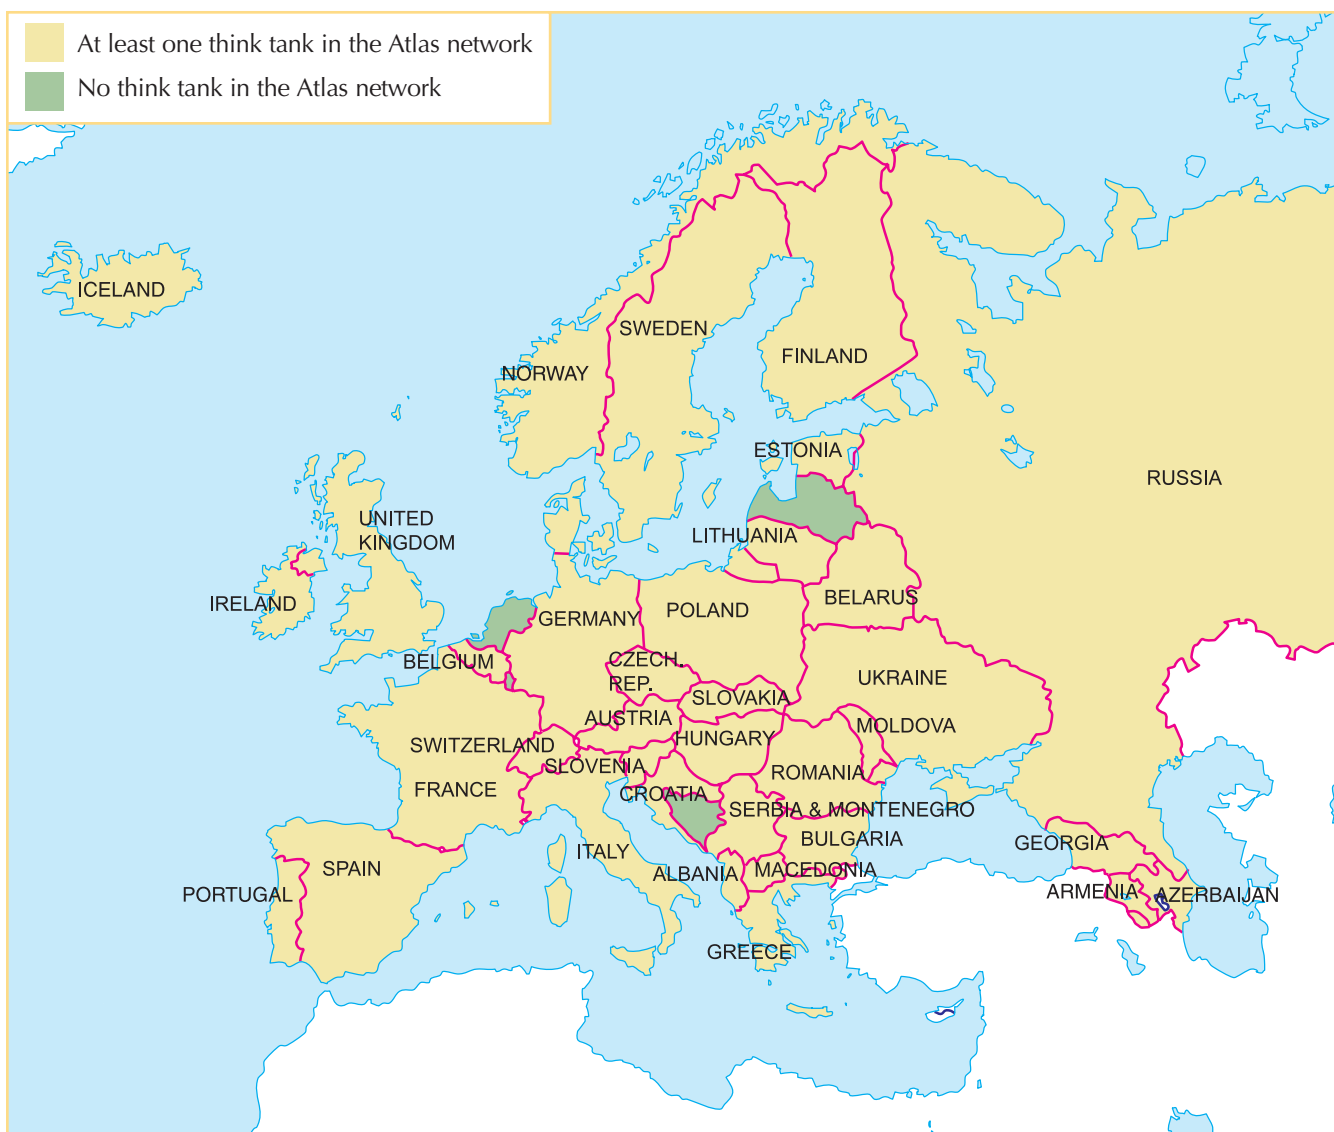 At least one think tank in the Atlas network
No think tank in the Atlas network
ICELAND
SWEDEN
FINLAND
NORWAY
ESTONIA
RUSSIA
UNITED
KINGDOM
LITHUANIA
IRELAND
BELARUS
GERMANY
POLAND
BELGIUM
CZECH.
REP.
UKRAINE
SLOVAKIA
AUSTRIA
MOLDOVA
HUNGARY
SWITZERLAND
SLOVENIA
ROMANIA
FRANCE
CROATIA
SERBIA & MONTENEGRO
BULGARIA
GEORGIA
ITALY
SPAIN
ALBANIA
MACEDONIA
PORTUGAL
ARMENIA
AZERBAIJAN
GREECE